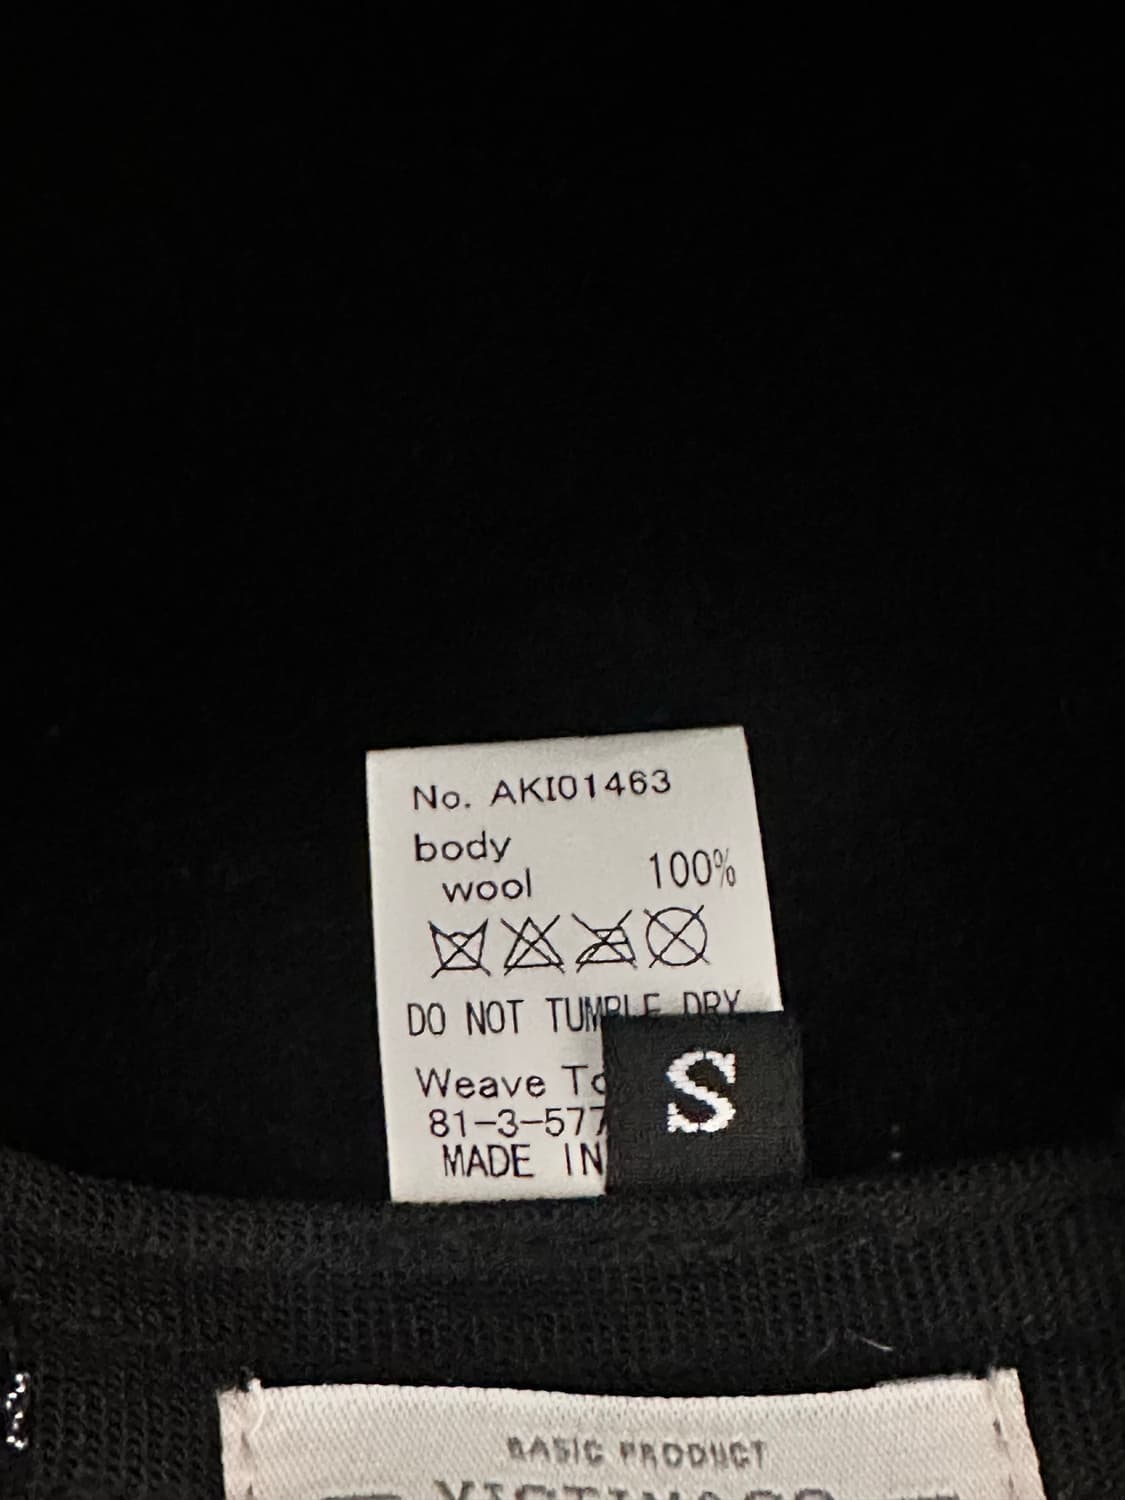 No. AKI01463
body
wool 100%
DO NOT TUMBLE DRY
Weave To
81-3-577
MADE IN
S
BASIC PRODUCT